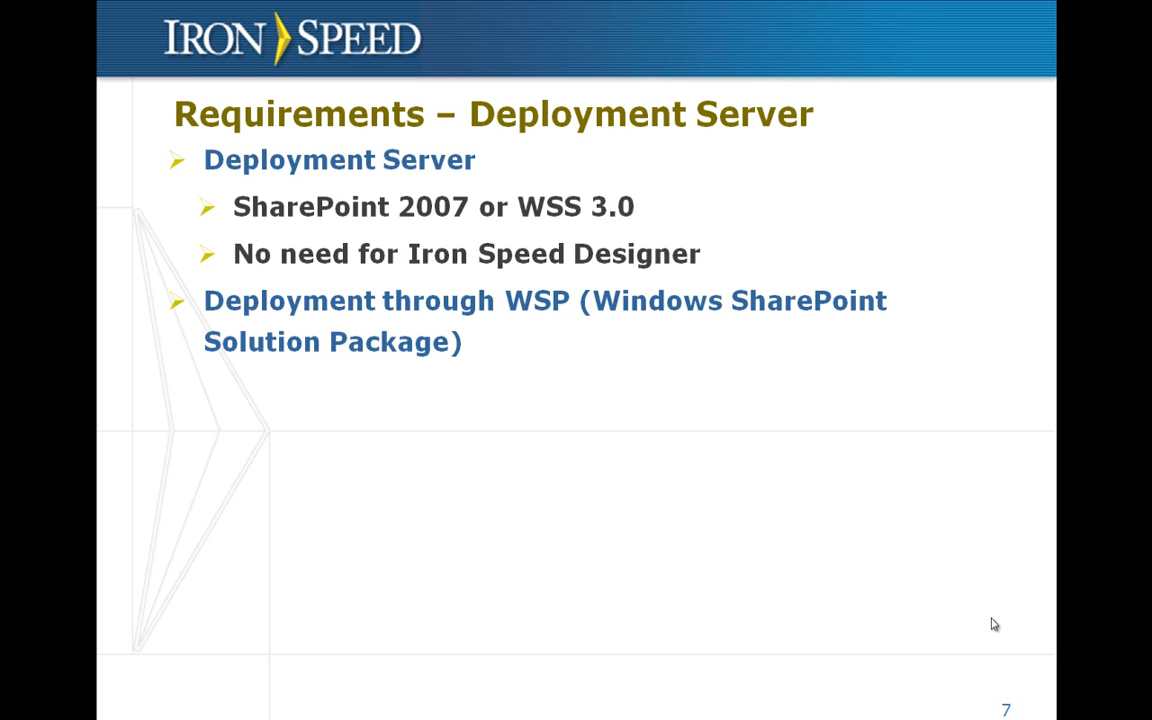 IRON SPEED
Requirements – Deployment Server
Deployment Server
SharePoint 2007 or WSS 3.0
No need for Iron Speed Designer
Deployment through WSP (Windows SharePoint
Solution Package)
7